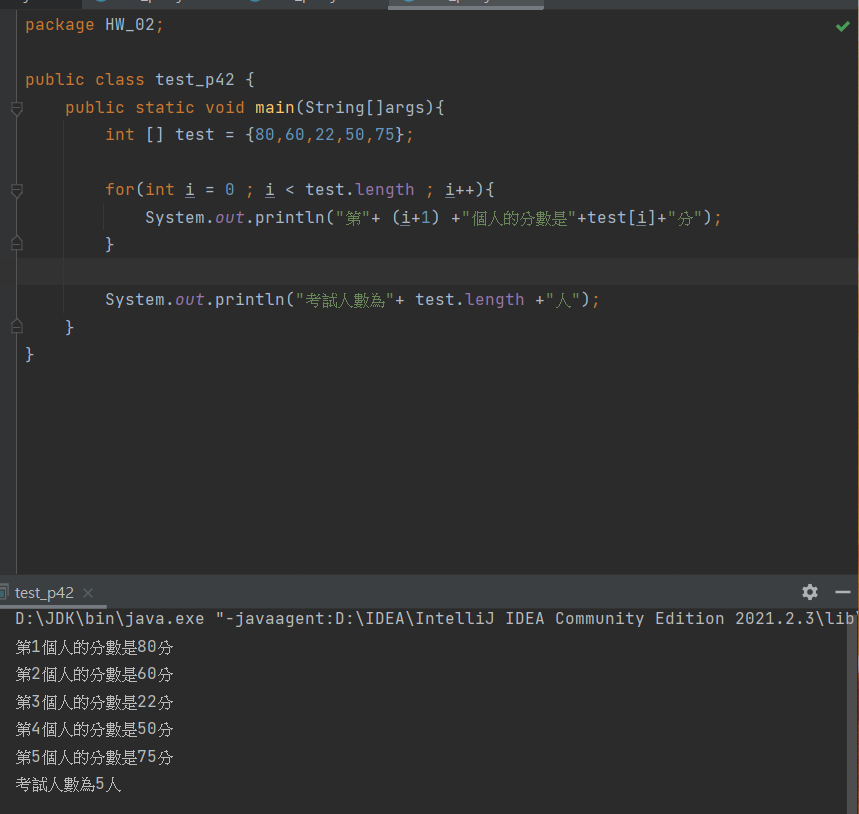 package HW_02;
public class test_p42 {
public static void main(String[]args){
int [] test = {80,60,22,50,75};
for(int i = 0 ; i < test.length ; i++){
System.out.println("第"+ (i+1) +"個人的分數是"+test[i]+"分");
}
System.out.println("考試人數為"+ test.length +"人");
}
}
test_p42
D:\JDK\bin\java.exe "-javaagent:D:\IDEA\IntelliJ IDEA Community Edition 2021.2.3\lib\
第1個人的分數是80分
第2個人的分數是60分
第3個人的分數是22分
第4個人的分數是50分
第5個人的分數是75分
考試人數為5人